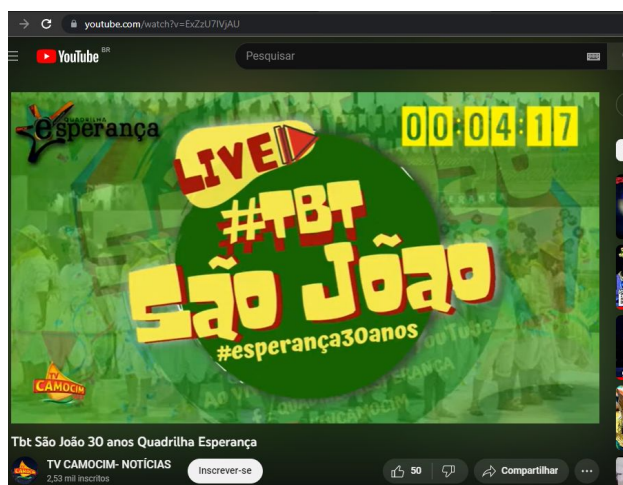 youtube.com/watch?v=ExZzU7IVjAU
YouTube BR
Pesquisar
QUADRILHA
esperança
00:04:17
LIVE
#TBT
São João
#esperança30anos
TV
CAMOCIM
Tbt São João 30 anos Quadrilha Esperança
TV CAMOCIM- NOTÍCIAS
2,53 mil inscritos
Inscrever-se
50
Compartilhar